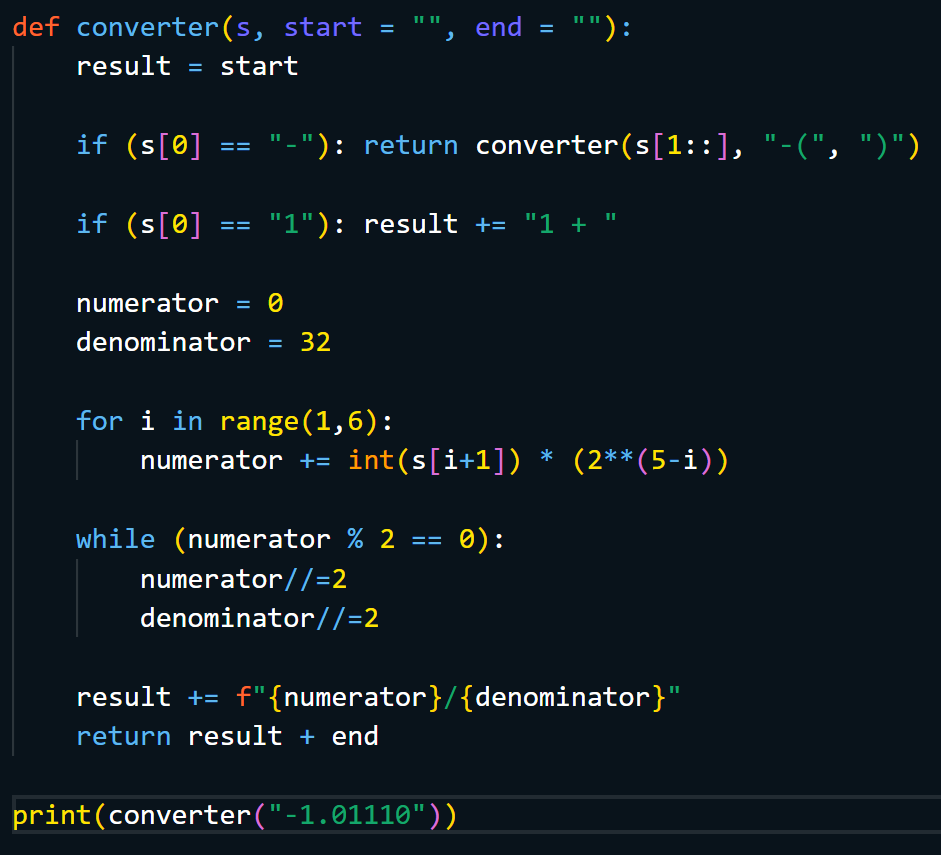 def converter(s, start = "", end = ""):
    result = start

    if (s[0] == "-"): return converter(s[1::], "-(", ")")

    if (s[0] == "1"): result += "1 + "

    numerator = 0
    denominator = 32

    for i in range(1,6):
        numerator += int(s[i+1]) * (2**(5-i))

    while (numerator % 2 == 0):
        numerator//=2
        denominator//=2

    result += f"{numerator}/{denominator}"
    return result + end

print(converter("-1.01110"))